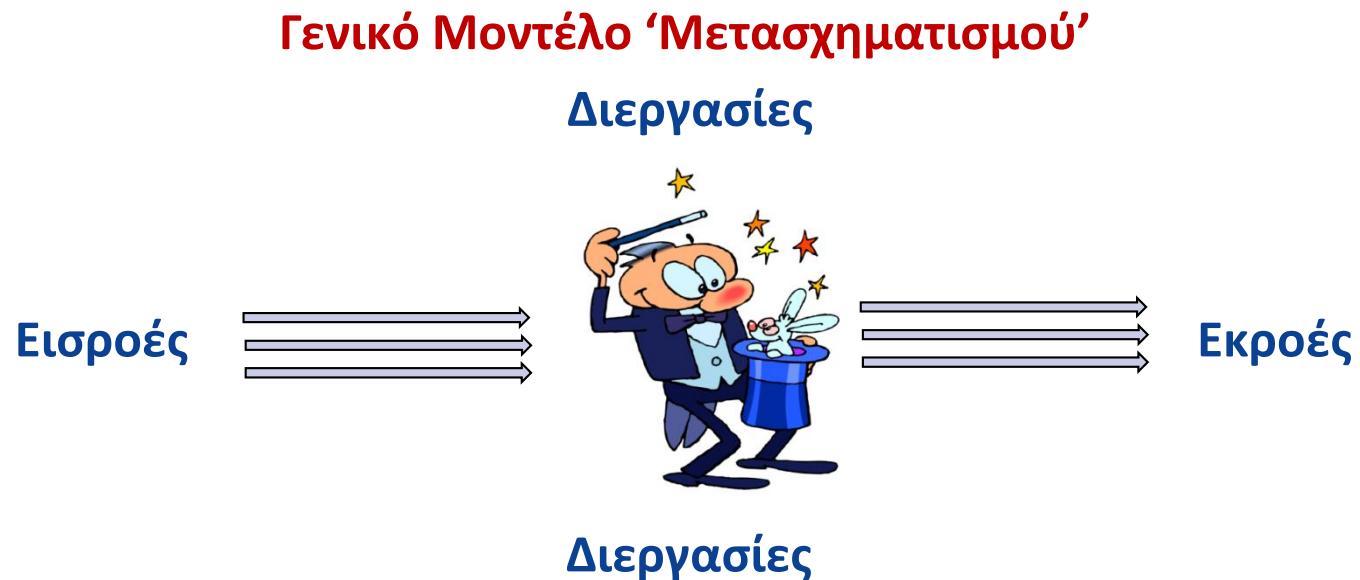 Γενικό Μοντέλο ‘Μετασχηματισμού’
Διεργασίες
Εισροές
Εκροές
Διεργασίες